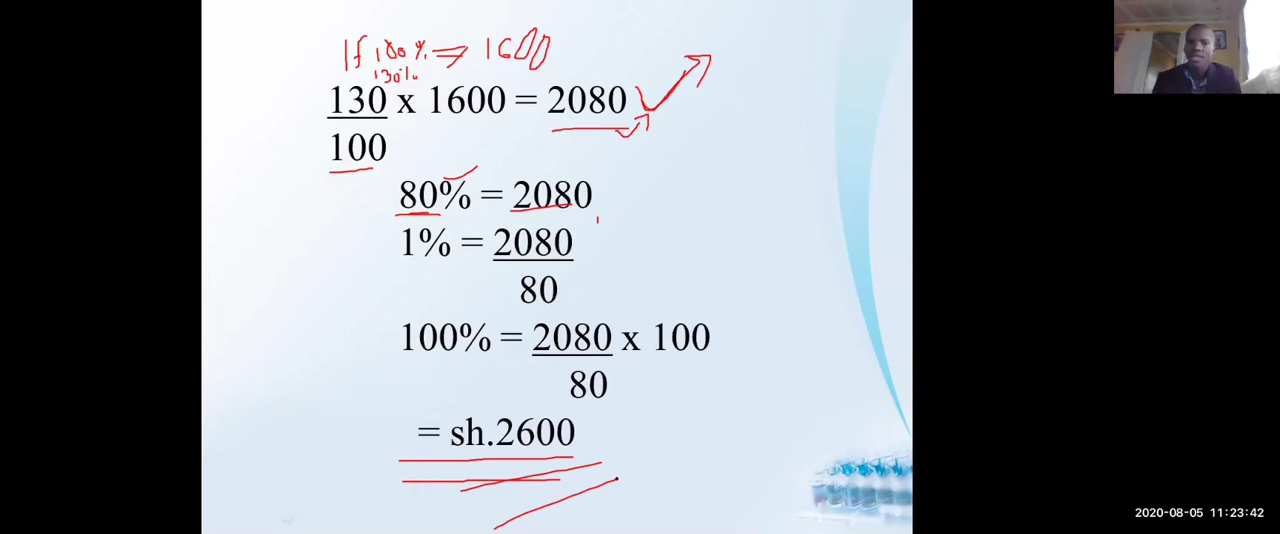 If 100% ⇒ 1600
130%
130 x 1600 = 2080
100
80% = 2080
1% = 2080
80
100% = 2080 x 100
80
= sh.2600
2020-08-05 11:23:42